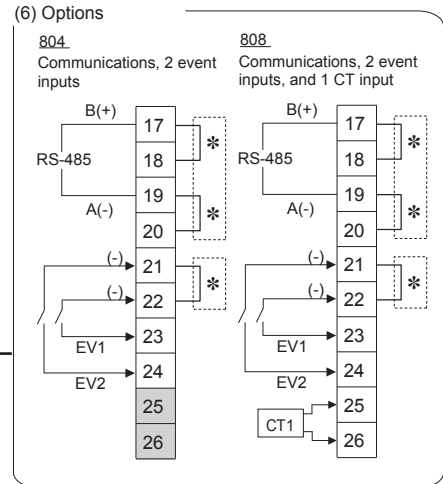 (6) Options
804
Communications, 2 event
inputs
B(+)
17
*
RS-485
18
19
*
A(-)
20
(-)
21
*
(-)
22
23
EV1
24
EV2
25
26
808
Communications, 2 event
inputs, and 1 CT input
B(+)
17
*
RS-485
18
19
*
A(-)
20
(-)
21
*
(-)
22
23
EV1
24
EV2
25
CT1
26